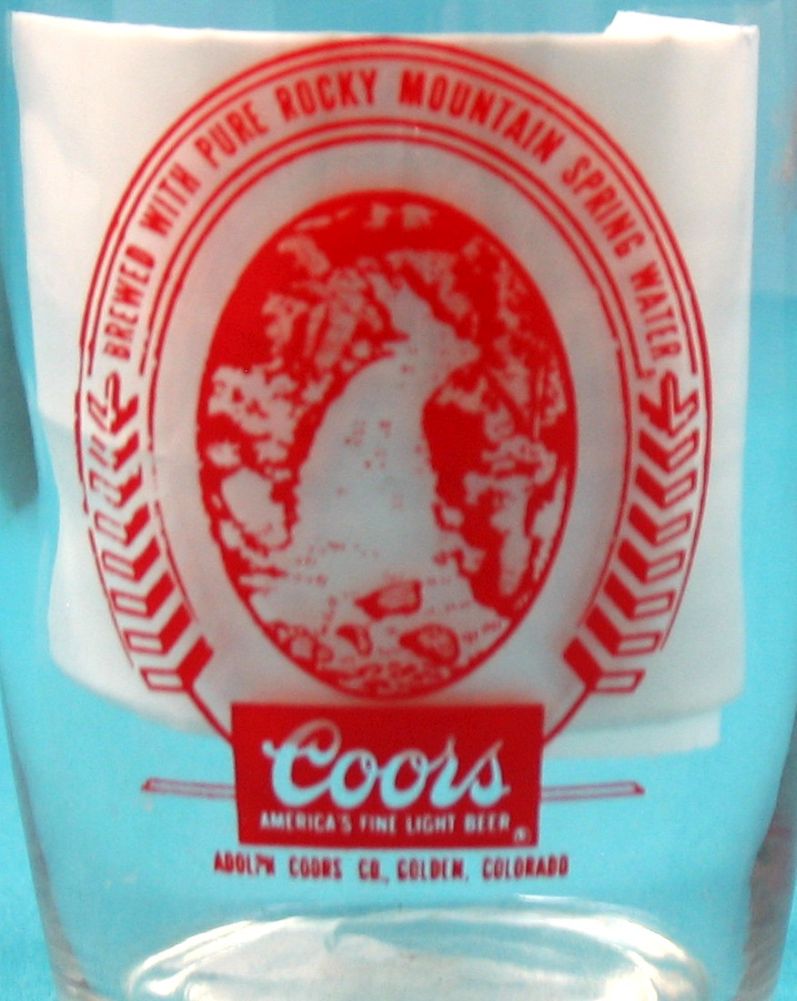 BREWED WITH PURE ROCKY MOUNTAIN SPRING WATER
Coors
AMERICA'S FINE LIGHT BEER ®
ADOLPH COORS CO., GOLDEN, COLORADO